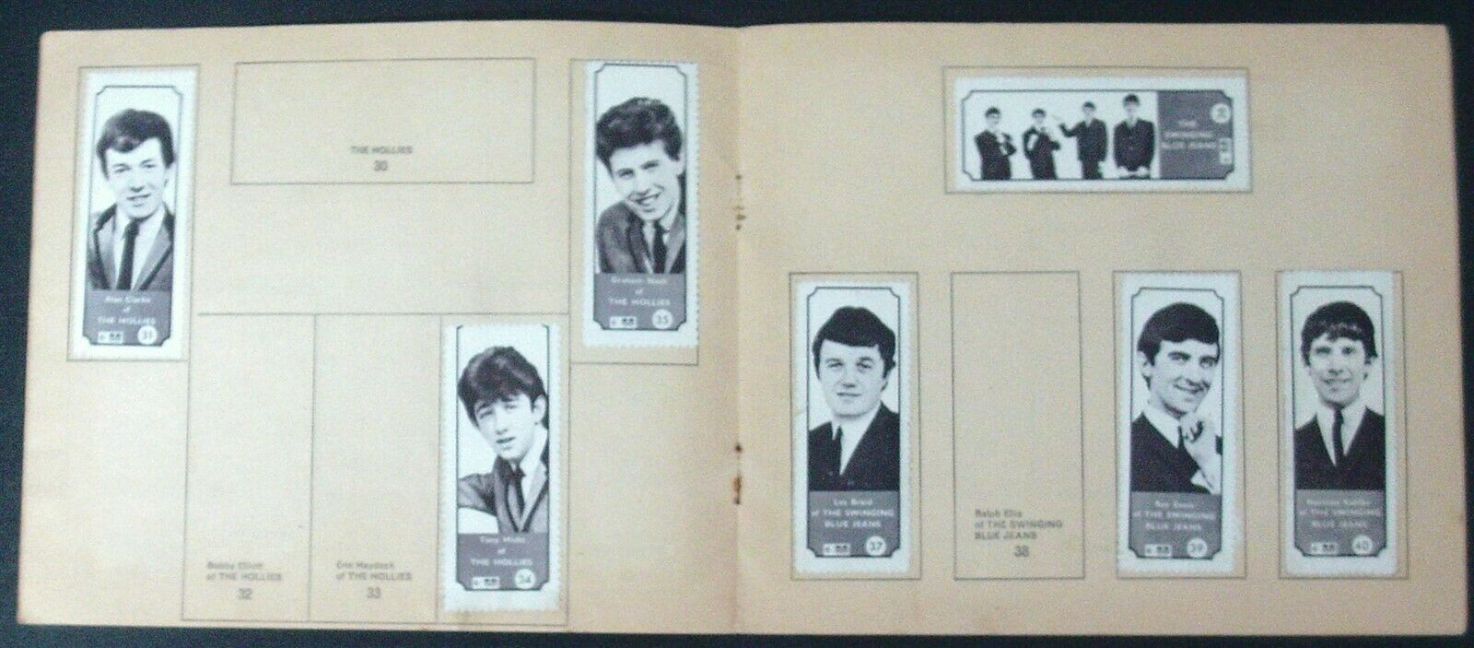 Alan Clarke
of
THE HOLLIES
31
THE HOLLIES
30
Graham Nash
of
THE HOLLIES
35
Bobby Elliott
of THE HOLLIES
32
Eric Haydock
of THE HOLLIES
33
Tony Hicks
of
THE HOLLIES
34
THE
SWINGING
BLUE JEANS
Les Braid
of THE SWINGING
BLUE JEANS
37
Ralph Ellis
of THE SWINGING
BLUE JEANS
38
Ray Ennis
of THE SWINGING
BLUE JEANS
39
of THE SWINGING
BLUE JEANS
40